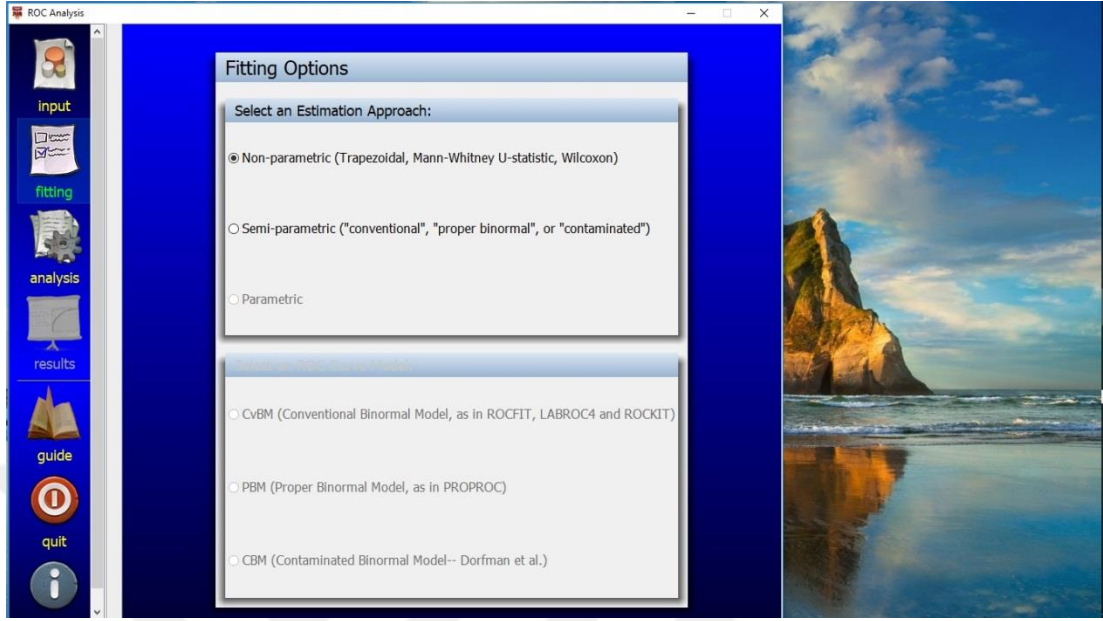 ROC Analysis
input
fitting
analysis
results
guide
quit
Fitting Options
Select an Estimation Approach:
Non-parametric (Trapezoidal, Mann-Whitney U-statistic, Wilcoxon)
Semi-parametric ("conventional", "proper binormal", or "contaminated")
Parametric
CvBM (Conventional Binormal Model, as in ROCFIT, LABROC4 and ROCKIT)
PBM (Proper Binormal Model, as in PROPROC)
CBM (Contaminated Binormal Model-- Dorfman et al.)